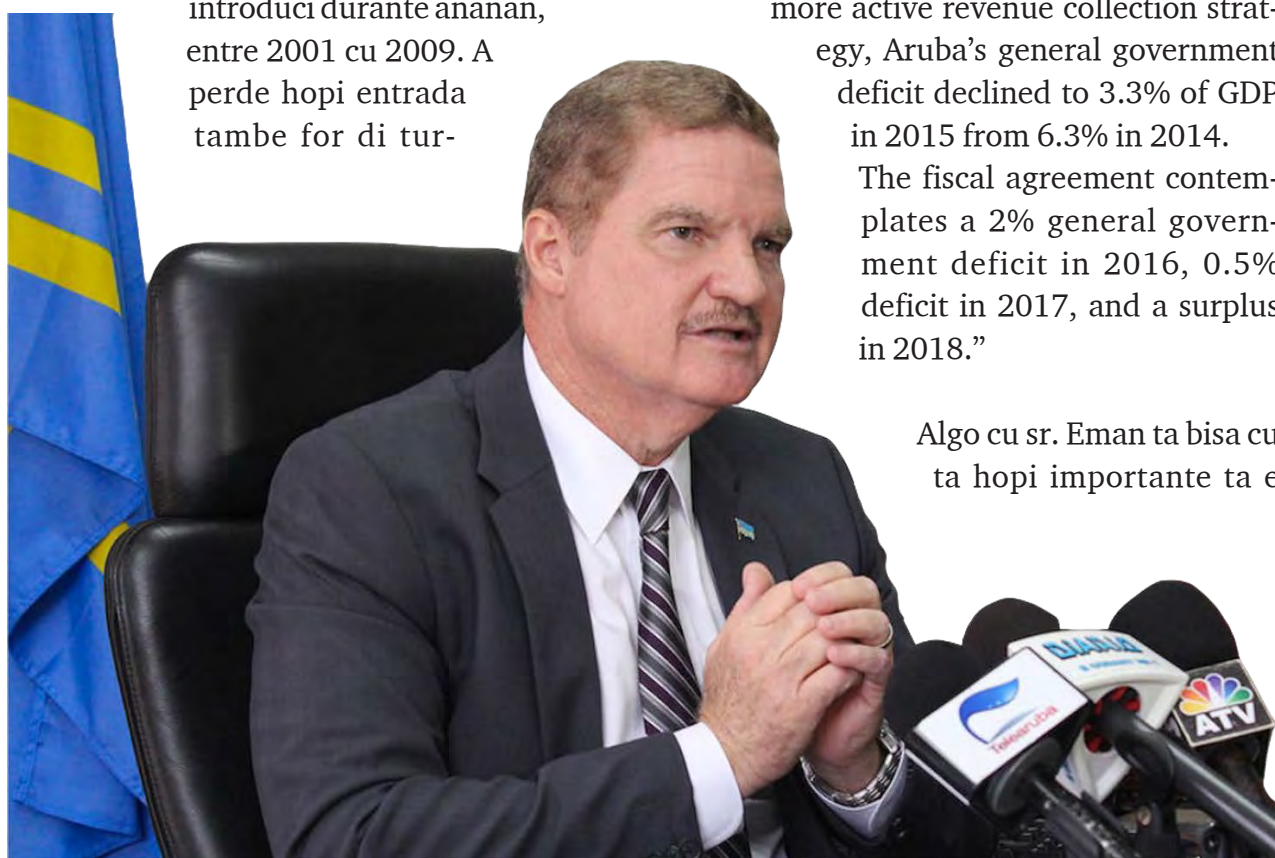 introduci durante añanan,
entre 2001 cu 2009. A
perde hopi entrada
tambe for di tur-
more active revenue collection strat-
egy, Aruba’s general government
deficit declined to 3.3% of GDP
in 2015 from 6.3% in 2014.
The fiscal agreement contem-
plates a 2% general govern-
ment deficit in 2016, 0.5%
deficit in 2017, and a surplus
in 2018.”
Algo cu sr. Eman ta bisa cu
ta hopi importante ta e
DIARIO
Telearuba
ATV